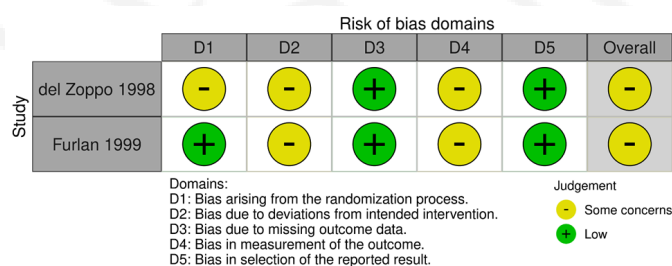 Risk of bias domains
D1 D2 D3 D4 D5 Overall
Study
del Zoppo 1998 - - + - + -
Furlan 1999 + - + - + -
Domains:
D1: Bias arising from the randomization process.
D2: Bias due to deviations from intended intervention.
D3: Bias due to missing outcome data.
D4: Bias in measurement of the outcome.
D5: Bias in selection of the reported result.
Judgement
- Some concerns
+ Low